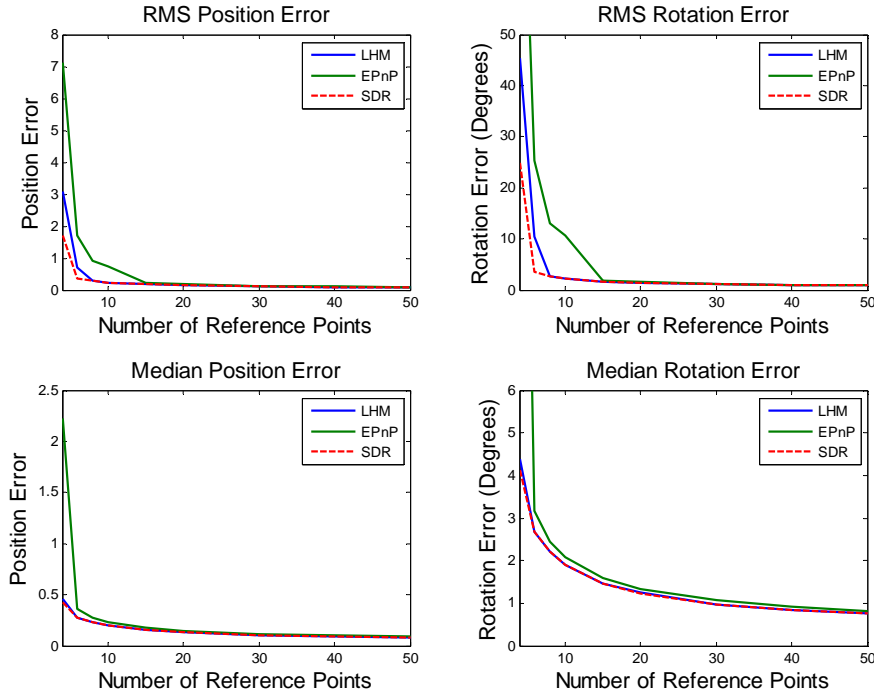 RMS Position Error
Position Error
8
7
6
5
4
3
2
1
0
10
20
30
40
50
Number of Reference Points
LHM
EPnP
SDR
RMS Rotation Error
Rotation Error (Degrees)
50
40
30
20
10
0
10
20
30
40
50
Number of Reference Points
LHM
EPnP
SDR
Median Position Error
Position Error
2.5
2
1.5
1
0.5
0
10
20
30
40
50
Number of Reference Points
LHM
EPnP
SDR
Median Rotation Error
Rotation Error (Degrees)
6
5
4
3
2
1
0
10
20
30
40
50
Number of Reference Points
LHM
EPnP
SDR